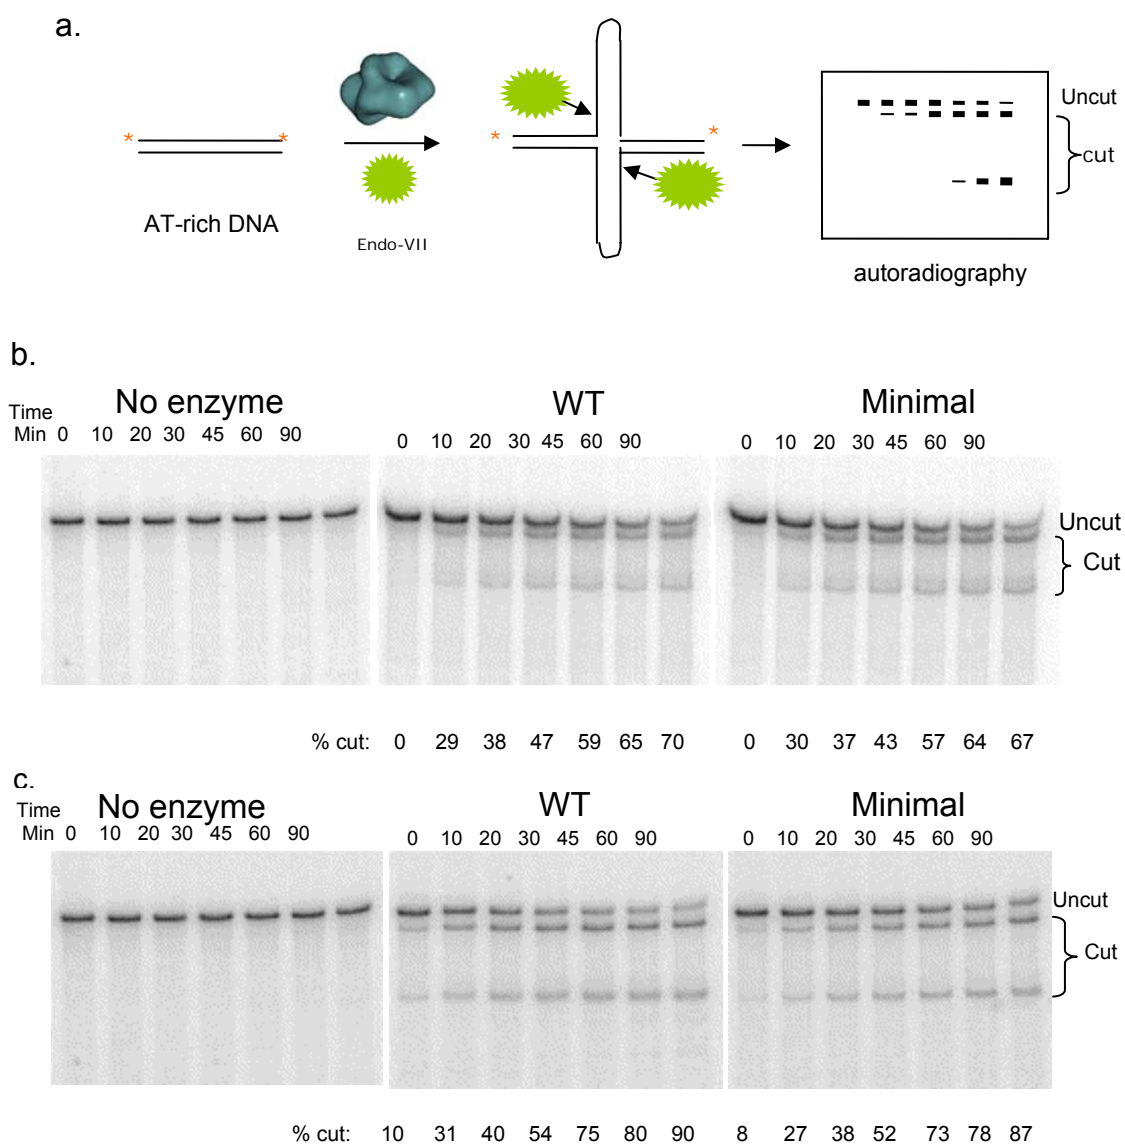 a.
* * * *
Uncut
cut
AT-rich DNA
Endo-VII
autoradiography
b.
No enzyme WT Minimal
Time
Min 0 10 20 30 45 60 90 0 10 20 30 45 60 90 0 10 20 30 45 60 90
Uncut
Cut
% cut: 0 29 38 47 59 65 70 0 30 37 43 57 64 67
c.
No enzyme WT Minimal
Time
Min 0 10 20 30 45 60 90 0 10 20 30 45 60 90 0 10 20 30 45 60 90
Uncut
Cut
% cut: 10 31 40 54 75 80 90 8 27 38 52 73 78 87